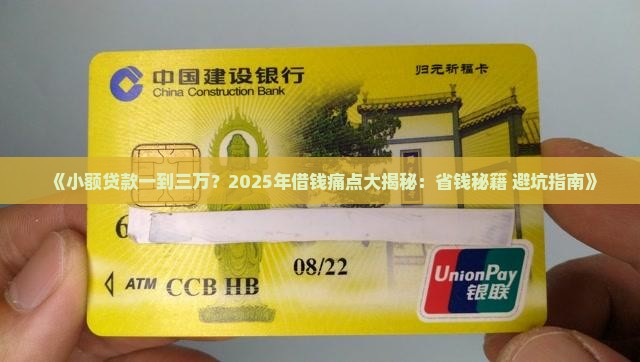 中国建设银行
China Construction Bank
归元祈福卡
《小额贷款一到三万？2025年借钱痛点大揭秘：省钱秘籍 避坑指南》
6
08/22
ATM CCB HB
UnionPay
银联